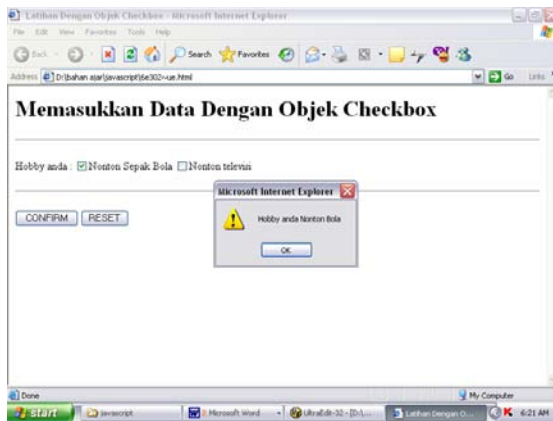 Latihan Dengan Objek Checkbox - Microsoft Internet Explorer
File Edit View Favorites Tools Help
Back Search Favorites
Address D:\bahan ajar\javascript\ Go Links
Memasukkan Data Dengan Objek Checkbox
Hobby anda : Nonton Sepak Bola Nonton televisi
Microsoft Internet Explorer
Hobby anda Nonton Bola
OK
CONFIRM RESET
Done My Computer
start javascript Microsoft Word UltraEdit-32 - [D:\... Latihan Dengan O... 6:21 AM